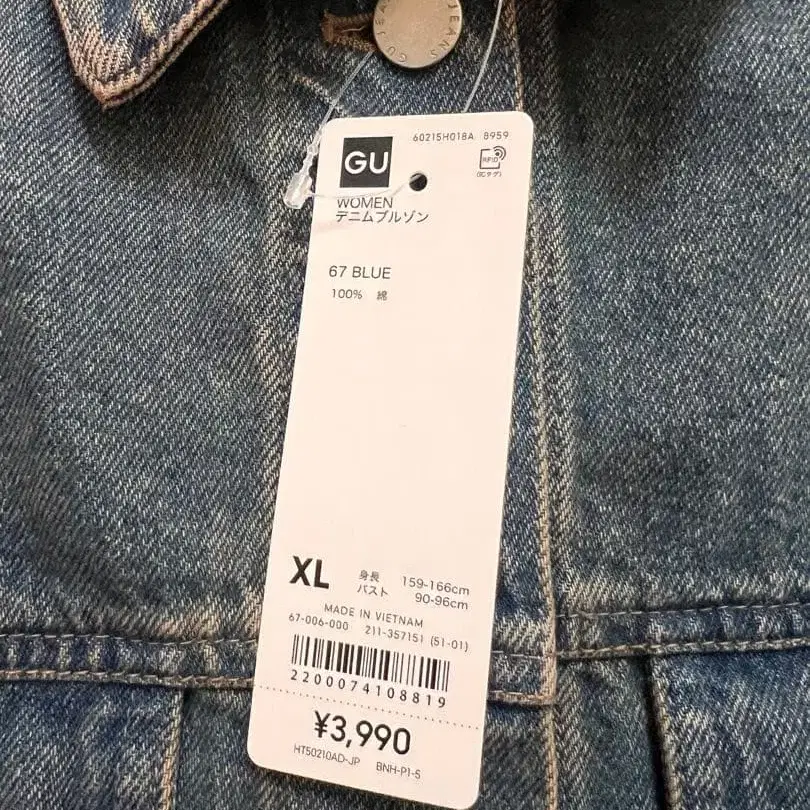 GU JEANS
60215H018A 8959
GU
RFID
(ICタグ)
WOMEN
デニムブルゾン
67 BLUE
100% 綿
XL
身長 159-166cm
バスト 90-96cm
MADE IN VIETNAM
67-006-000 211-357151 (51-01)
2200074108819
¥3,990
HT50210AD-JP BNH-P1-S